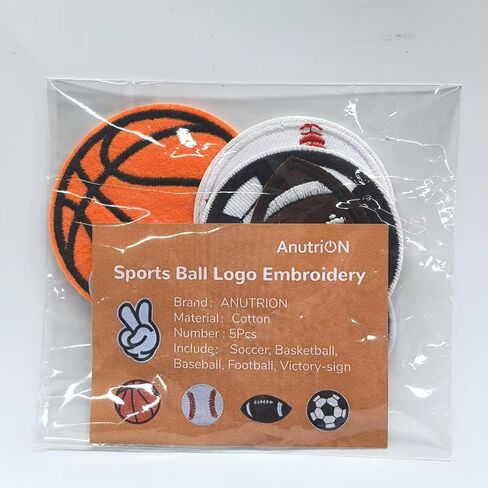 AnutriON
Sports Ball Logo Embroidery
Brand: ANUTRION
Material: Cotton
Number: 5Pcs
Include: Soccer, Basketball,
Baseball, Football, Victory-sign